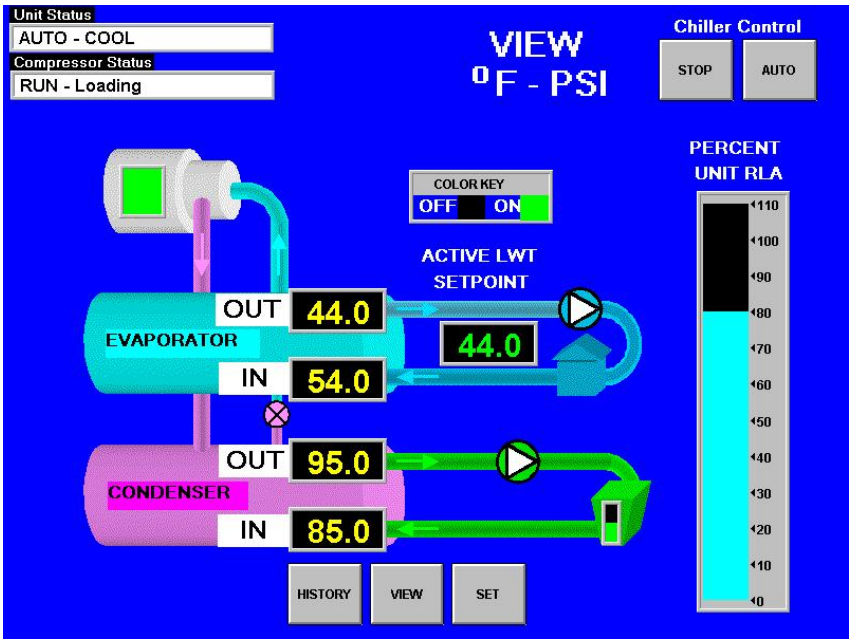 Unit Status
AUTO - COOL
Compressor Status
RUN - Loading
VIEW
ºF - PSI
Chiller Control
STOP
AUTO
COLOR KEY
OFF
ON
ACTIVE LWT
SETPOINT
44.0
PERCENT
UNIT RLA
110
100
90
80
70
60
50
40
30
20
10
0
EVAPORATOR
OUT 44.0
IN 54.0
CONDENSER
OUT 95.0
IN 85.0
HISTORY
VIEW
SET